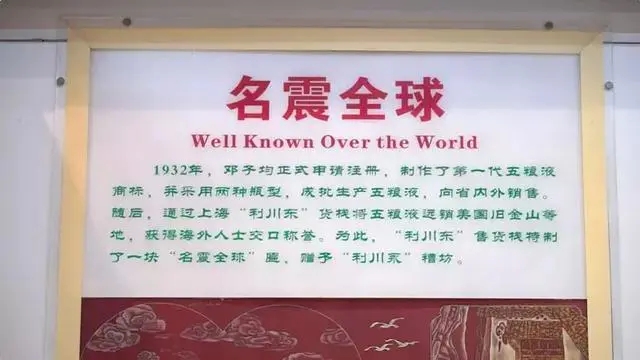 名震全球
Well Known Over the World
1932年，邓子均正式申请注册，制作了第一代五粮液
商标，并采用两种瓶型，成批生产五粮液，向省内外销售。
随后，通过上海“利川东”货栈将五粮液远销美国旧金山等
地，获得海外人士交口称誉。为此，“利川东”售货栈特制
了一块“名震全球”匾，赠予“利川永”糟坊。